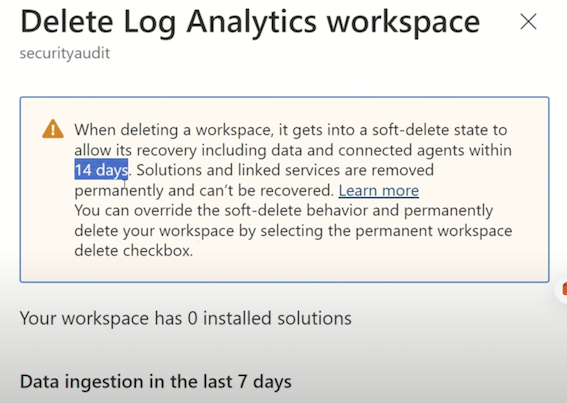 Delete Log Analytics workspace
securityaudit
When deleting a workspace, it gets into a soft-delete state to
allow its recovery including data and connected agents within
14 days. Solutions and linked services are removed
permanently and can't be recovered. Learn more
You can override the soft-delete behavior and permanently
delete your workspace by selecting the permanent workspace
delete checkbox.
Your workspace has 0 installed solutions
Data ingestion in the last 7 days